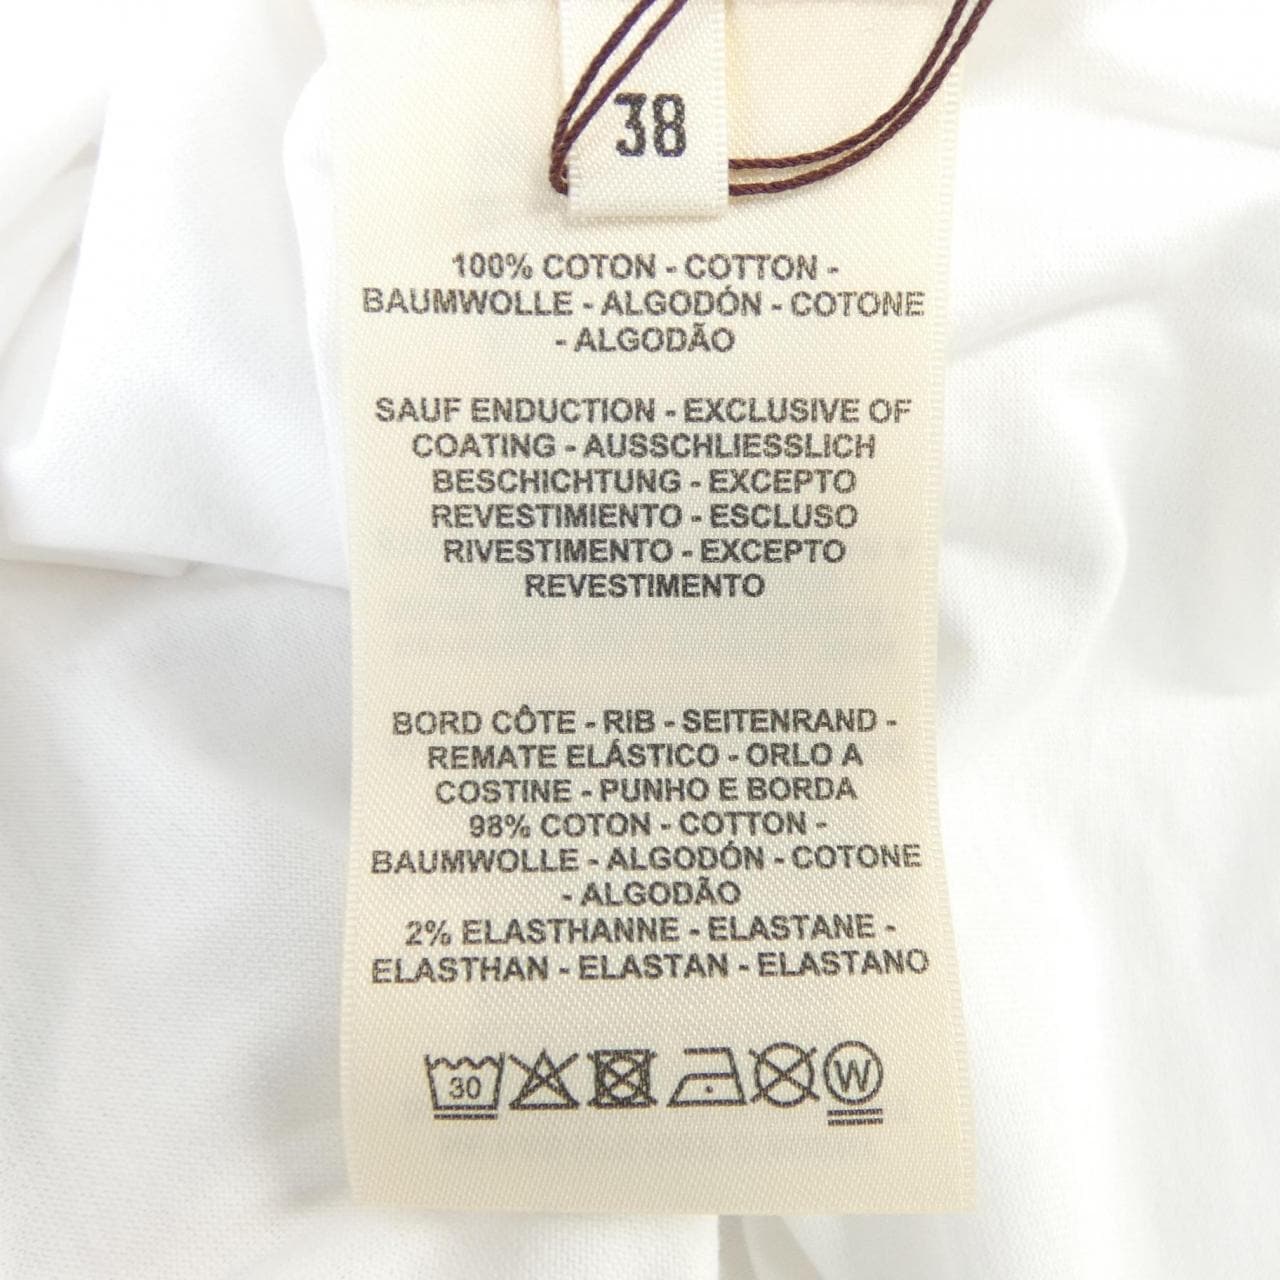 38
100% COTON - COTTON -
BAUMWOLLE - ALGODÓN - COTONE
- ALGODÃO
SAUF ENDUCTION - EXCLUSIVE OF
COATING - AUSSCHLIESSLICH
BESCHICHTUNG - EXCEPTO
REVESTIMIENTO - ESCLUSO
RIVESTIMENTO - EXCEPTO
REVESTIMENTO
BORD CÔTE - RIB - SEITENRAND -
REMATE ELÁSTICO - ORLO A
COSTINE - PUNHO E BORDA
98% COTON - COTTON -
BAUMWOLLE - ALGODÓN - COTONE
- ALGODÃO
2% ELASTHANNE - ELASTANE -
ELASTHAN - ELASTAN - ELASTANO
30 W